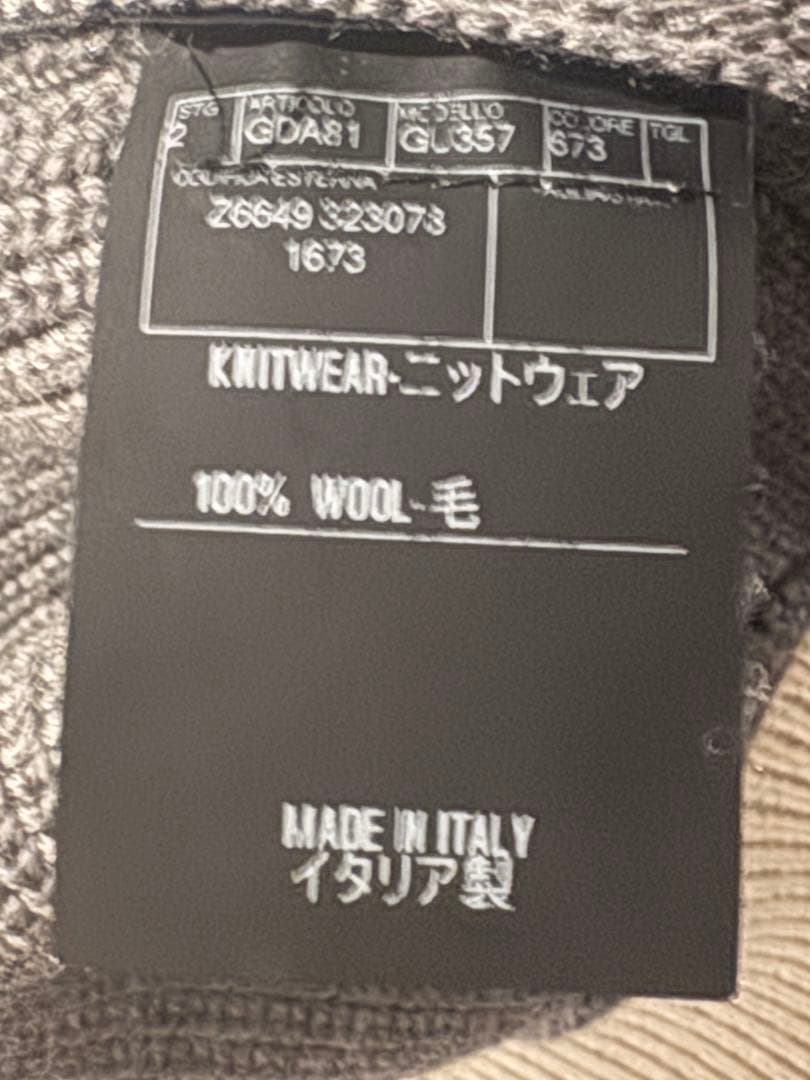 STG ARTICOLO MODELLO COLORE TGL
2 GDA81 GU357 673
Z6649 323073
1673
KNITWEAR-ニットウェア
100% WOOL-毛
MADE IN ITALY
イタリア製